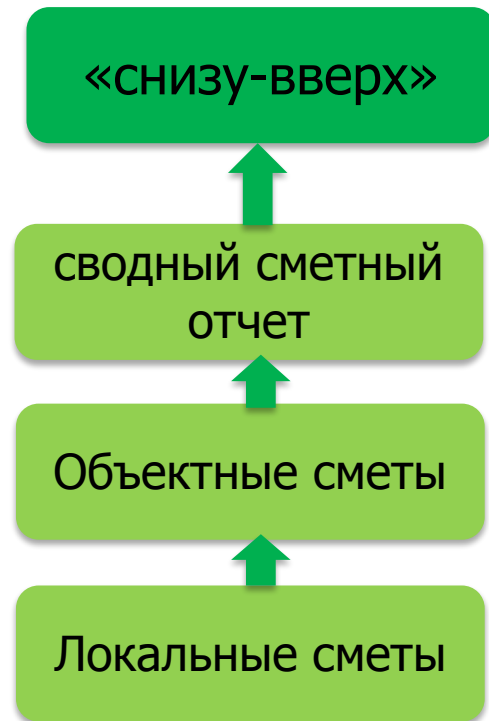 «снизу-вверх»
сводный сметный
отчет
Объектные сметы
Локальные сметы